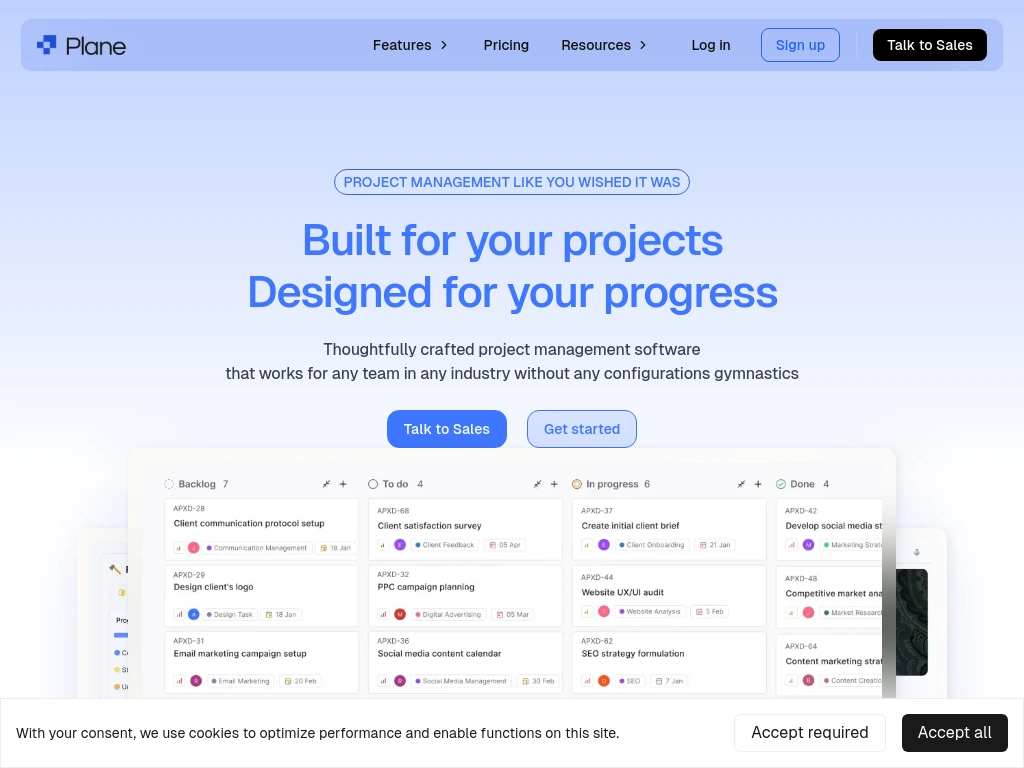 Plane
Features
Pricing
Resources
Log in
Sign up
Talk to Sales
PROJECT MANAGEMENT LIKE YOU WISHED IT WAS
Built for your projects
Designed for your progress
Thoughtfully crafted project management software
that works for any team in any industry without any configurations gymnastics
Talk to Sales
Get started
Backlog 7
To do 4
In progress 6
Done 4
APXD-28
Client communication protocol setup
Communication Management
18 Jan
APXD-68
Client satisfaction survey
E
Client Feedback
05 Apr
APXD-37
Create initial client brief
E
Client Onboarding
21 Jan
APXD-42
Develop social media st
M
Marketing Strate
APXD-29
Design client's logo
A
Design Task
18 Jan
APXD-32
PPC campaign planning
M
Digital Advertising
05 Mar
APXD-44
Website UX/UI audit
Website Analysis
5 Feb
APXD-48
Competitive market ana
Market Research
APXD-31
Email marketing campaign setup
R
Email Marketing
20 Feb
APXD-36
Social media content calendar
R
Social Media Management
30 Feb
APXD-62
SEO strategy formulation
SEO
7 Jan
APXD-64
Content marketing strat
Content Creatio
With your consent, we use cookies to optimize performance and enable functions on this site.
Accept required
Accept all